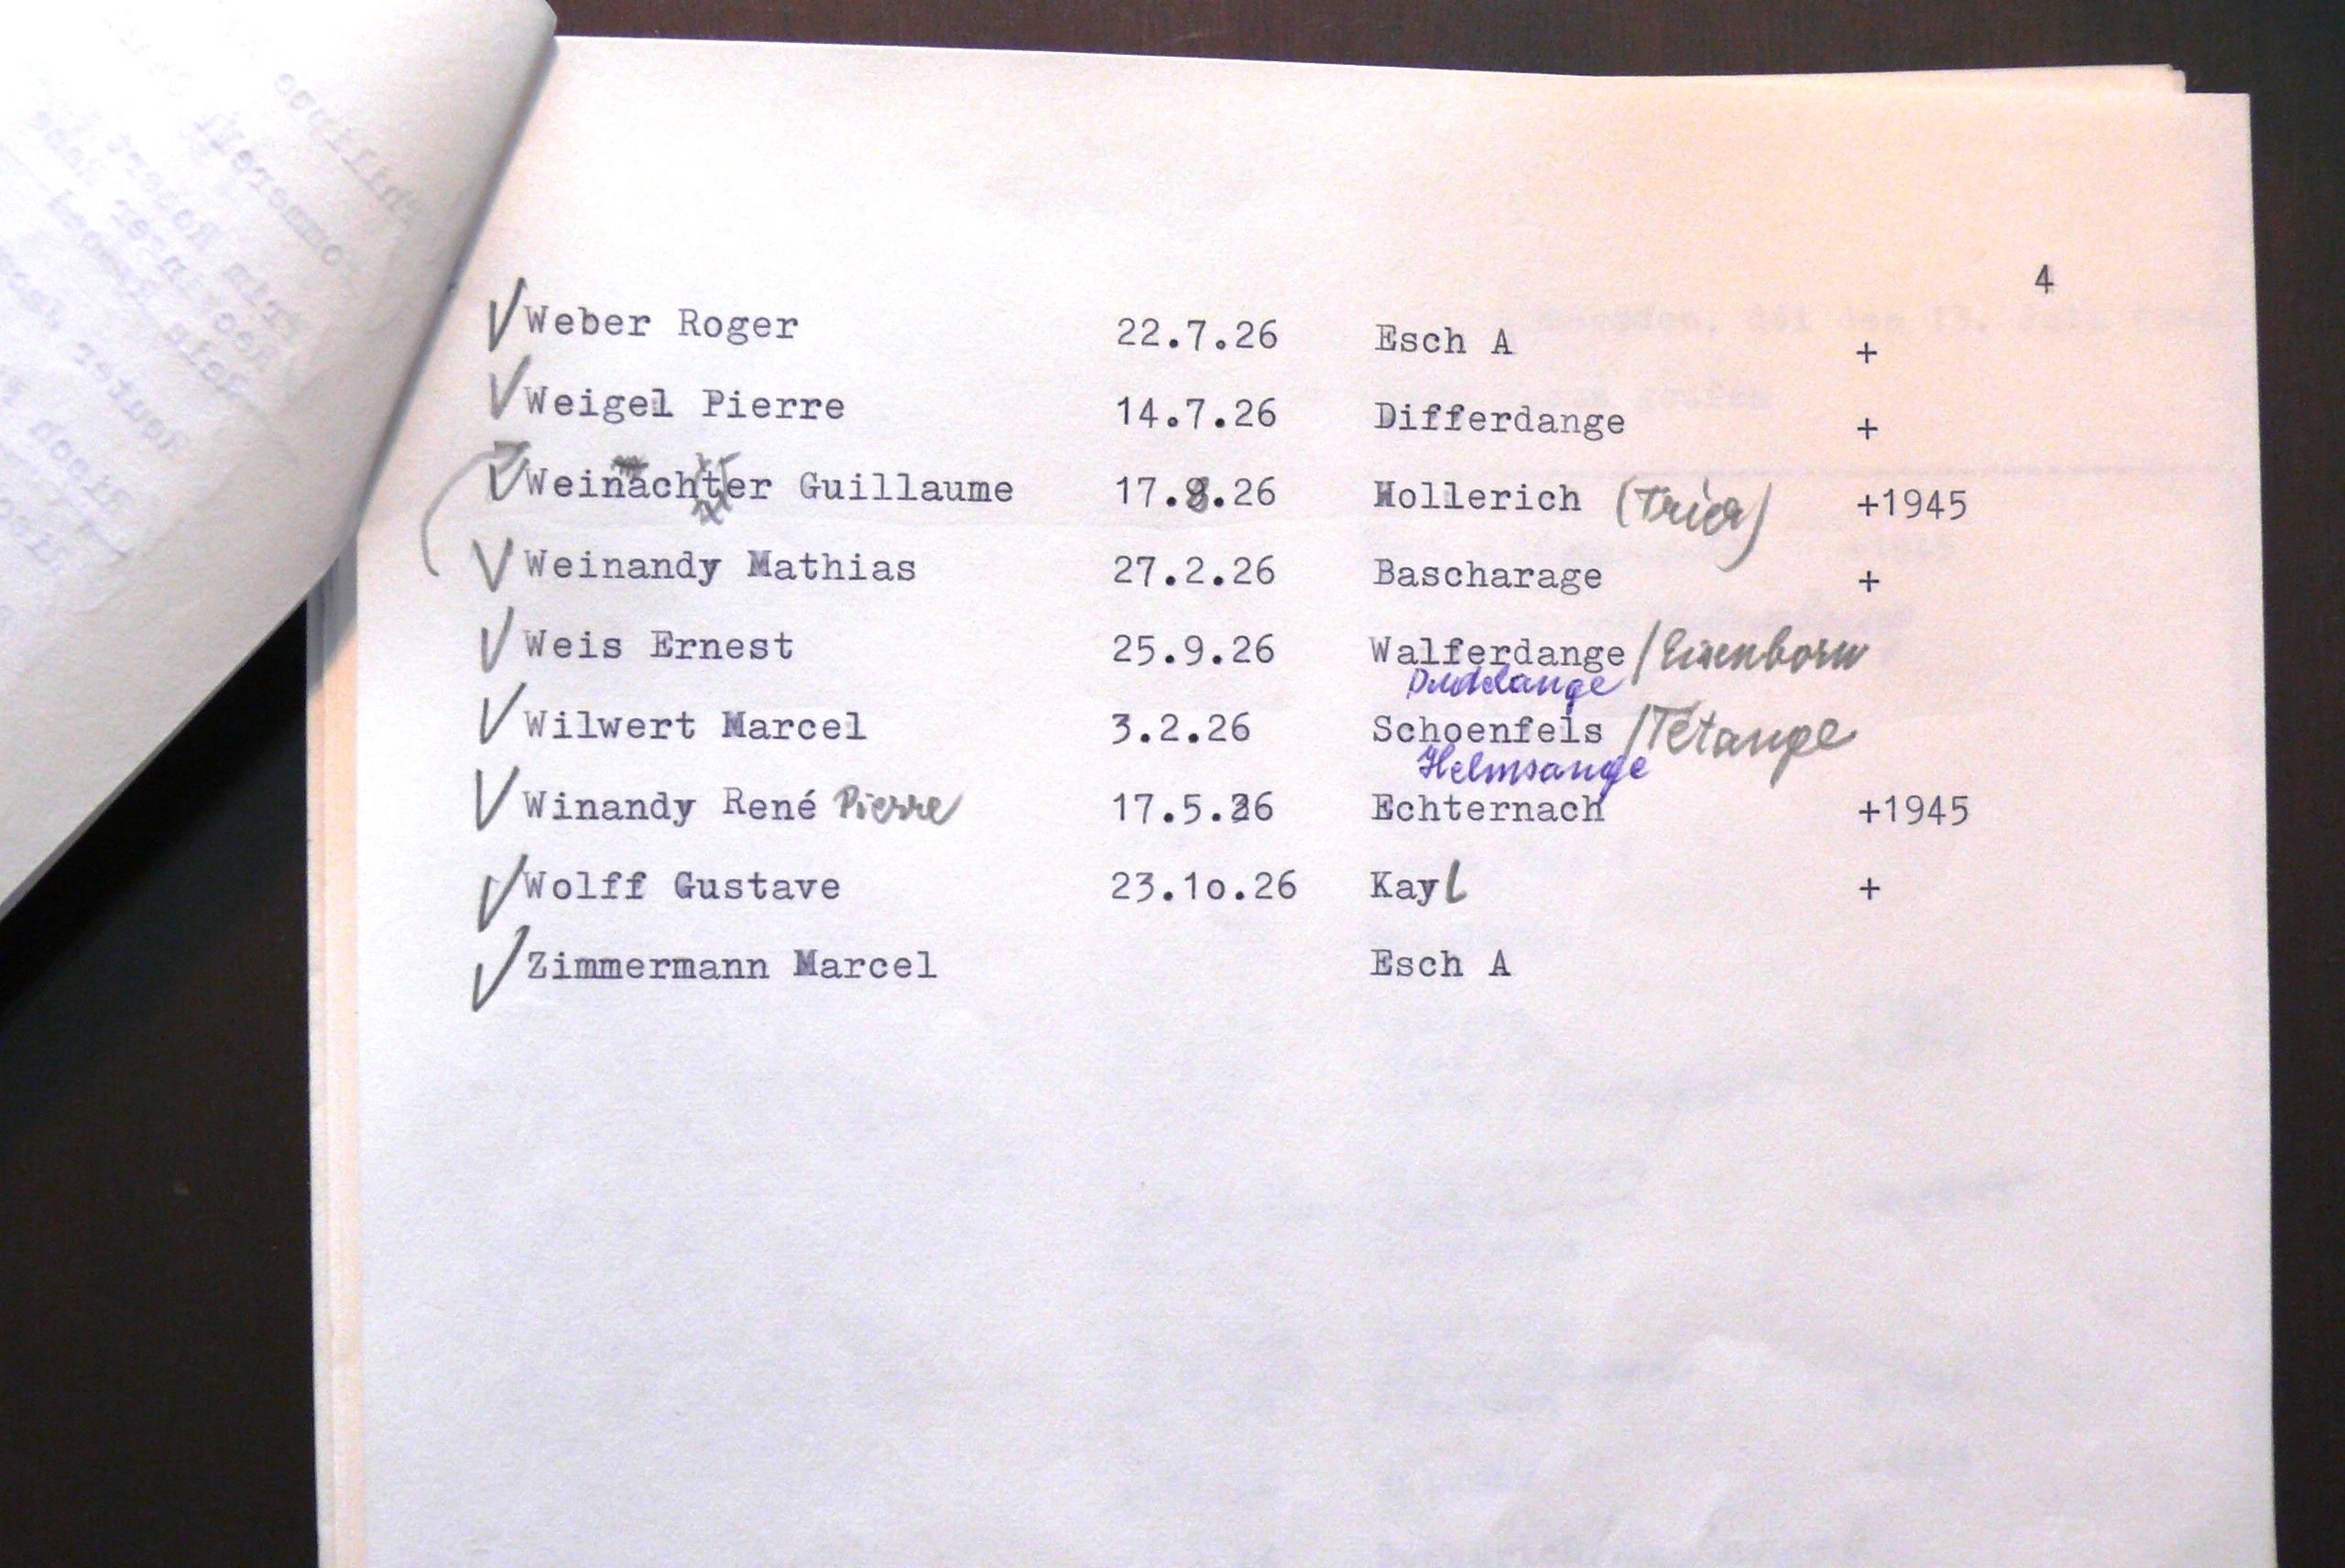 4
✓ Weber Roger 22.7.26 Esch A +
✓ Weigel Pierre 14.7.26 Differdange +
✓ Weinachter Guillaume 17.8.26 Hollerich (Trier) +1945
✓ Weinandy Mathias 27.2.26 Bascharage +
✓ Weis Ernest 25.9.26 Walferdange / Eisenborn
Dudelange
✓ Wilwert Marcel 3.2.26 Schoenfels / Tétange
Helmsange
✓ Winandy René Pierre 17.5.26 Echternach +1945
✓ Wolff Gustave 23.10.26 Kayl +
✓ Zimmermann Marcel Esch A